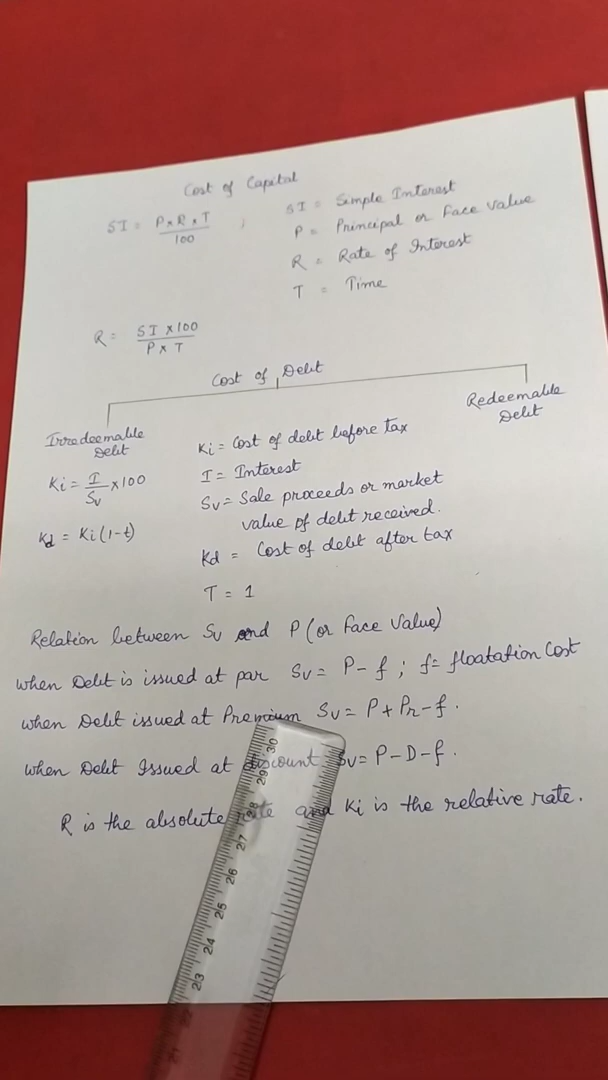 Cost of Capital
SI = P×R×T / 100 ; SI = Simple Interest
P = Principal or Face Value
R = Rate of Interest
T = Time
R = SI ×100 / P×T
Cost of Debt
Irredeemable Debt
Ki = I / Sv ×100
Kd = Ki(1-t)
Ki = Cost of debt before tax
I = Interest
Sv = Sale proceeds or market
value of debt received.
Kd = Cost of debt after tax
T = 1
Redeemable
Debt
Relation between Sv and P (or Face Value)
when Debt is issued at par Sv = P-f ; f= floatation Cost
when Debt issued at Premium Sv = P+Pr-f.
when Debt Issued at discount Sv= P-D-f.
R is the absolute rate and Ki is the relative rate.
23 24 25 26 27 28 29 30